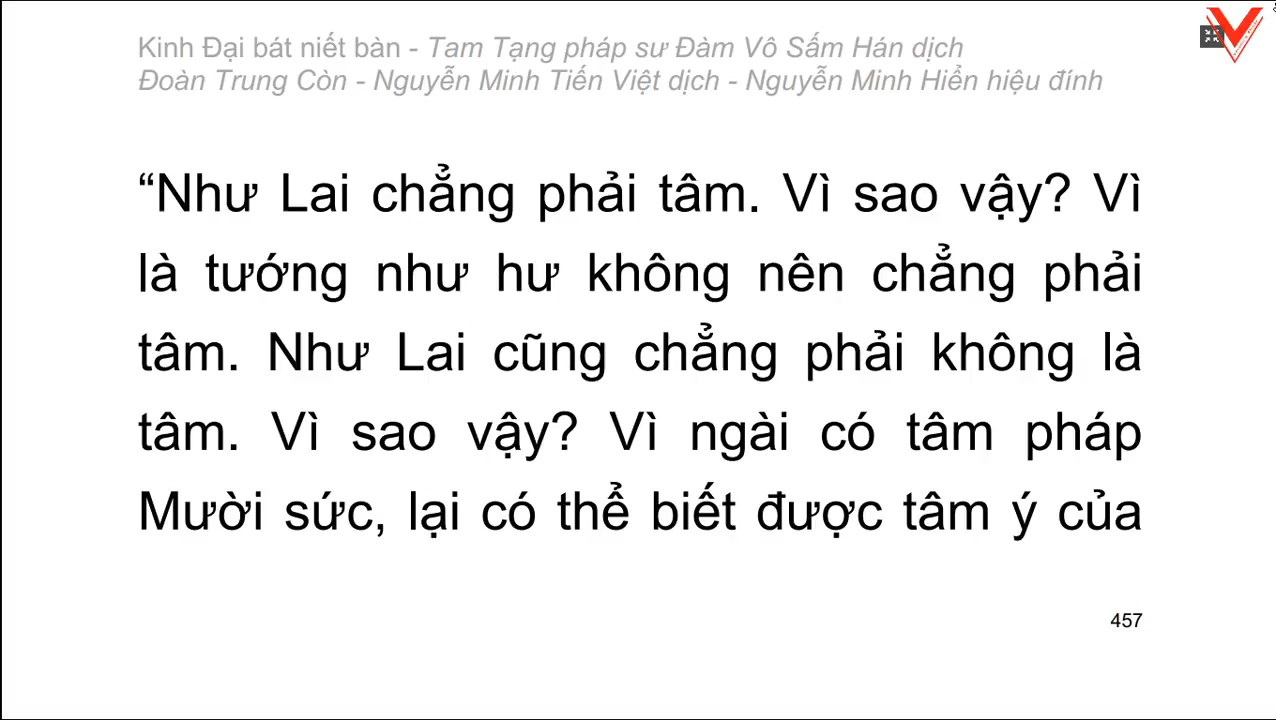 Kinh Đại bát niết bàn - Tam Tạng pháp sư Đàm Vô Sấm Hán dịch
Đoàn Trung Còn - Nguyễn Minh Tiến Việt dịch - Nguyễn Minh Hiển hiệu đính
“Như Lai chẳng phải tâm. Vì sao vậy? Vì
là tướng như hư không nên chẳng phải
tâm. Như Lai cũng chẳng phải không là
tâm. Vì sao vậy? Vì ngài có tâm pháp
Mười sức, lại có thể biết được tâm ý của
457